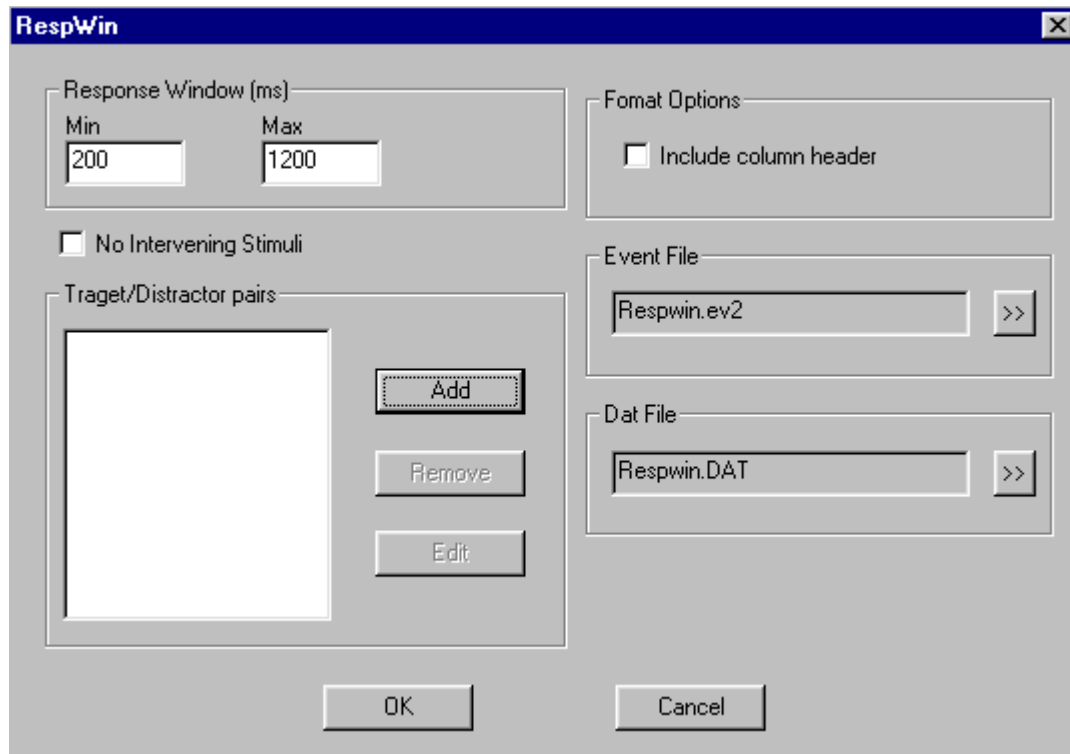 RespWin
Response Window (ms)
Min
Max
200
1200
No Intervening Stimuli
Traget/Distractor pairs
Add
Remove
Edit
Fomat Options
Include column header
Event File
Respwin.ev2
>>
Dat File
Respwin.DAT
>>
OK
Cancel